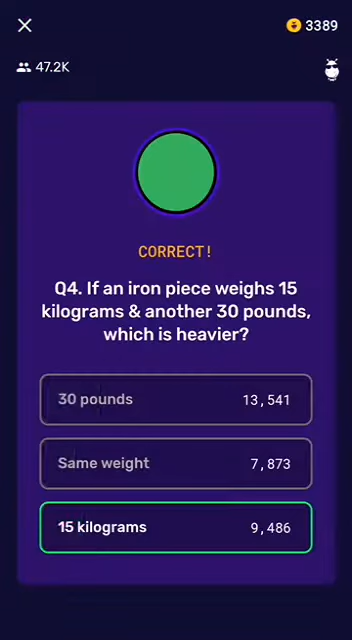 3389
47.2K
CORRECT!
Q4. If an iron piece weighs 15
kilograms & another 30 pounds,
which is heavier?
30 pounds 13,541
Same weight 7,873
15 kilograms 9,486